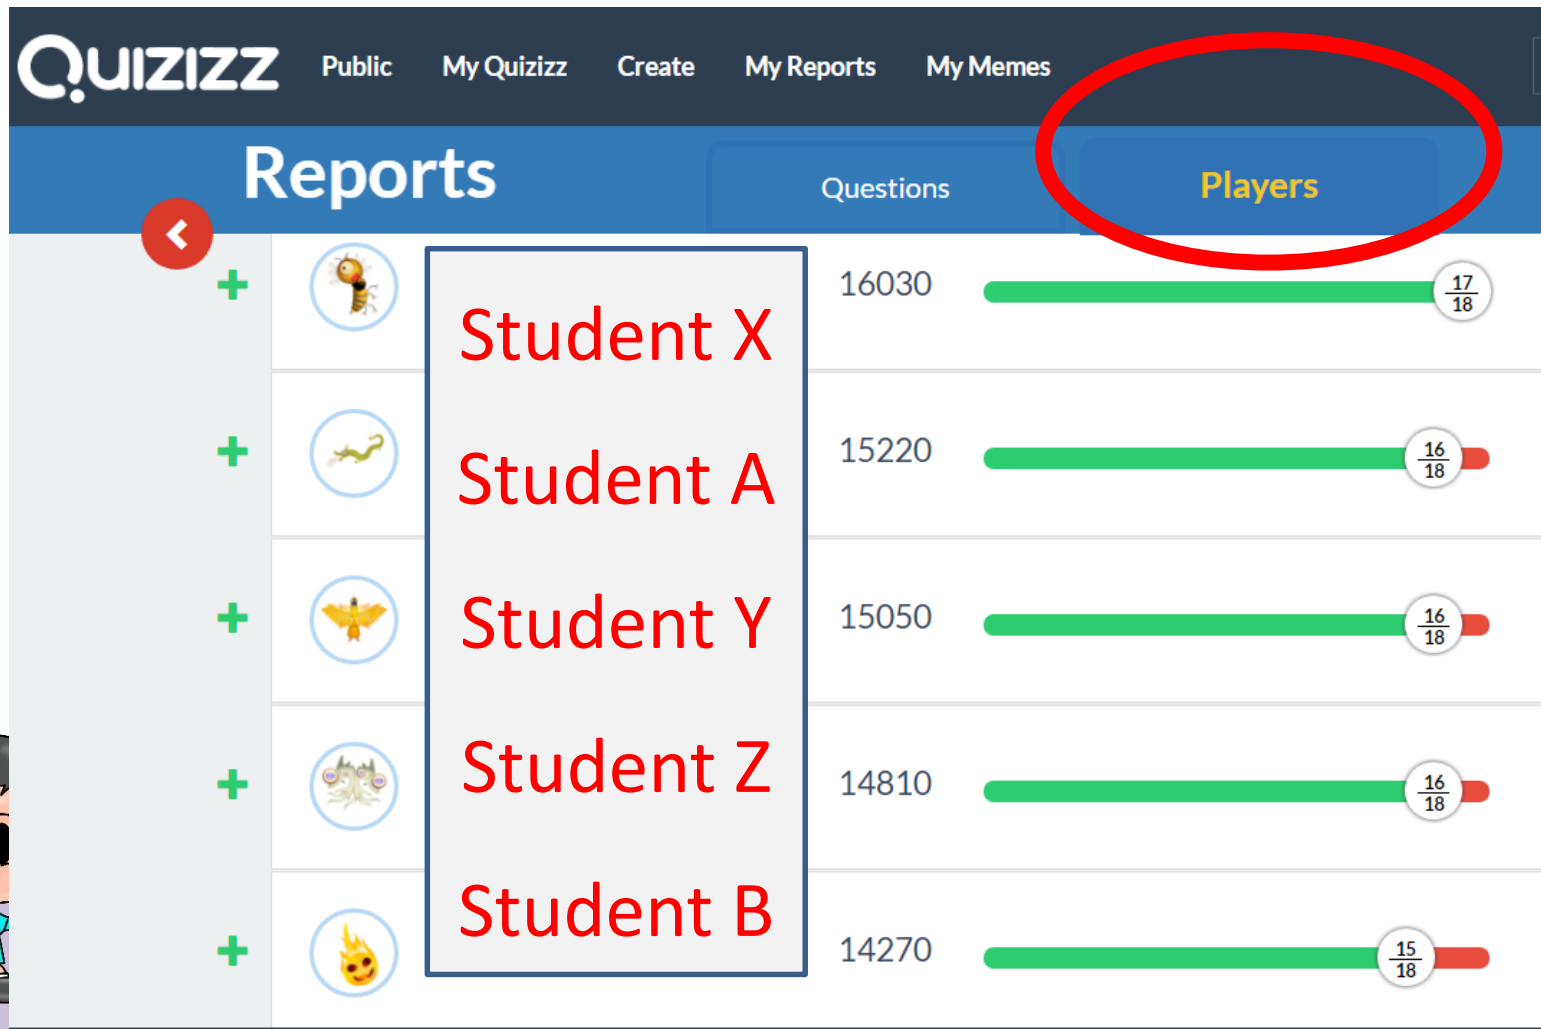 Quizizz Public My Quizizz Create My Reports My Memes
Reports Questions Players
Student X 16030 17/18
Student A 15220 16/18
Student Y 15050 16/18
Student Z 14810 16/18
Student B 14270 15/18